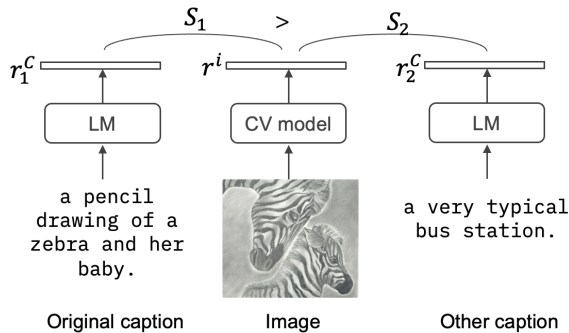 S₁ > S₂
r₁ᶜ rⁱ r₂ᶜ
LM CV model LM
a pencil
drawing of a
zebra and her
baby.
a very typical
bus station.
Original caption Image Other caption